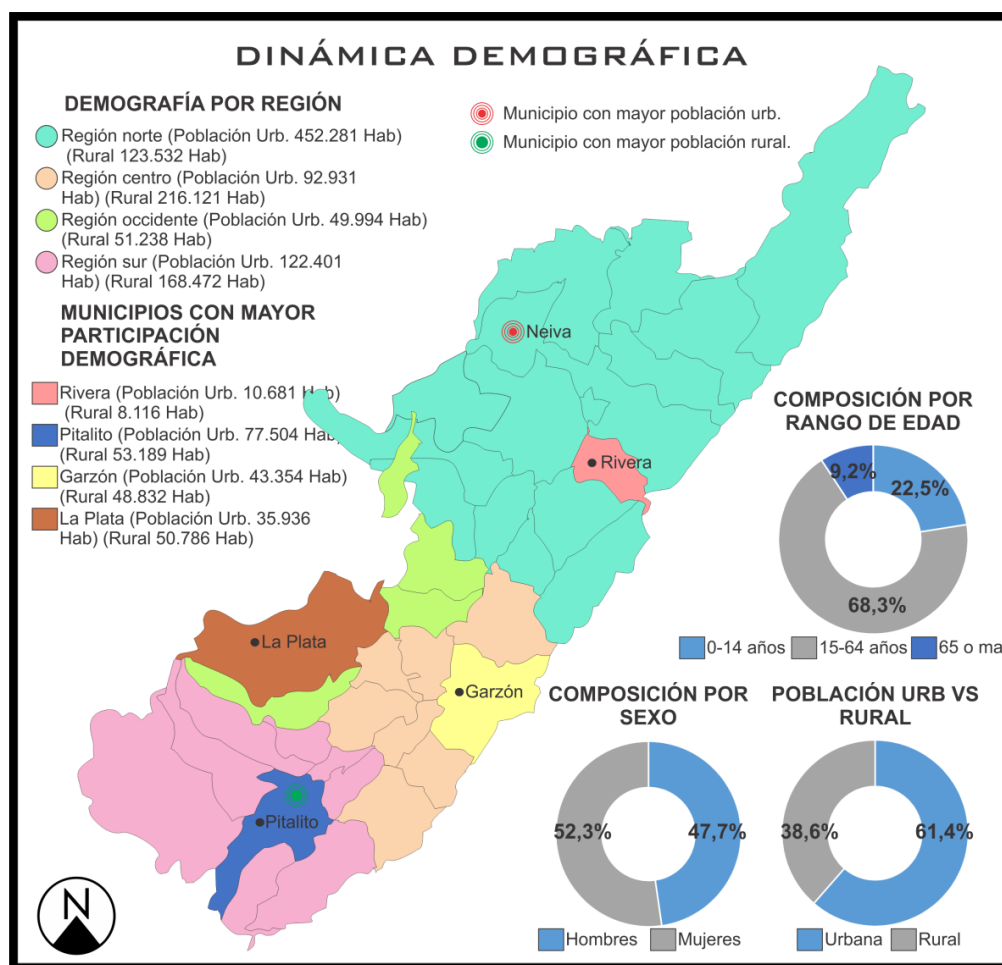 DINÁMICA DEMOGRÁFICA
DEMOGRAFÍA POR REGIÓN
Región norte (Población Urb. 452.281 Hab)
(Rural 123.532 Hab)
Región centro (Población Urb. 92.931
Hab) (Rural 216.121 Hab)
Región occidente (Población Urb. 49.994 Hab)
(Rural 51.238 Hab)
Región sur (Población Urb. 122.401
Hab) (Rural 168.472 Hab)
Municipio con mayor población urb.
Municipio con mayor población rural.
MUNICIPIOS CON MAYOR
PARTICIPACIÓN
DEMOGRÁFICA
Rivera (Población Urb. 10.681 Hab)
(Rural 8.116 Hab)
Pitalito (Población Urb. 77.504 Hab)
(Rural 53.189 Hab)
Garzón (Población Urb. 43.354 Hab)
(Rural 48.832 Hab)
La Plata (Población Urb. 35.936
Hab) (Rural 50.786 Hab)
Neiva
Rivera
La Plata
Garzón
Pitalito
COMPOSICIÓN POR
RANGO DE EDAD
9,2%
22,5%
68,3%
0-14 años
15-64 años
65 o ma
COMPOSICIÓN POR
SEXO
52,3%
47,7%
Hombres
Mujeres
POBLACIÓN URB VS
RURAL
38,6%
61,4%
Urbana
Rural
N